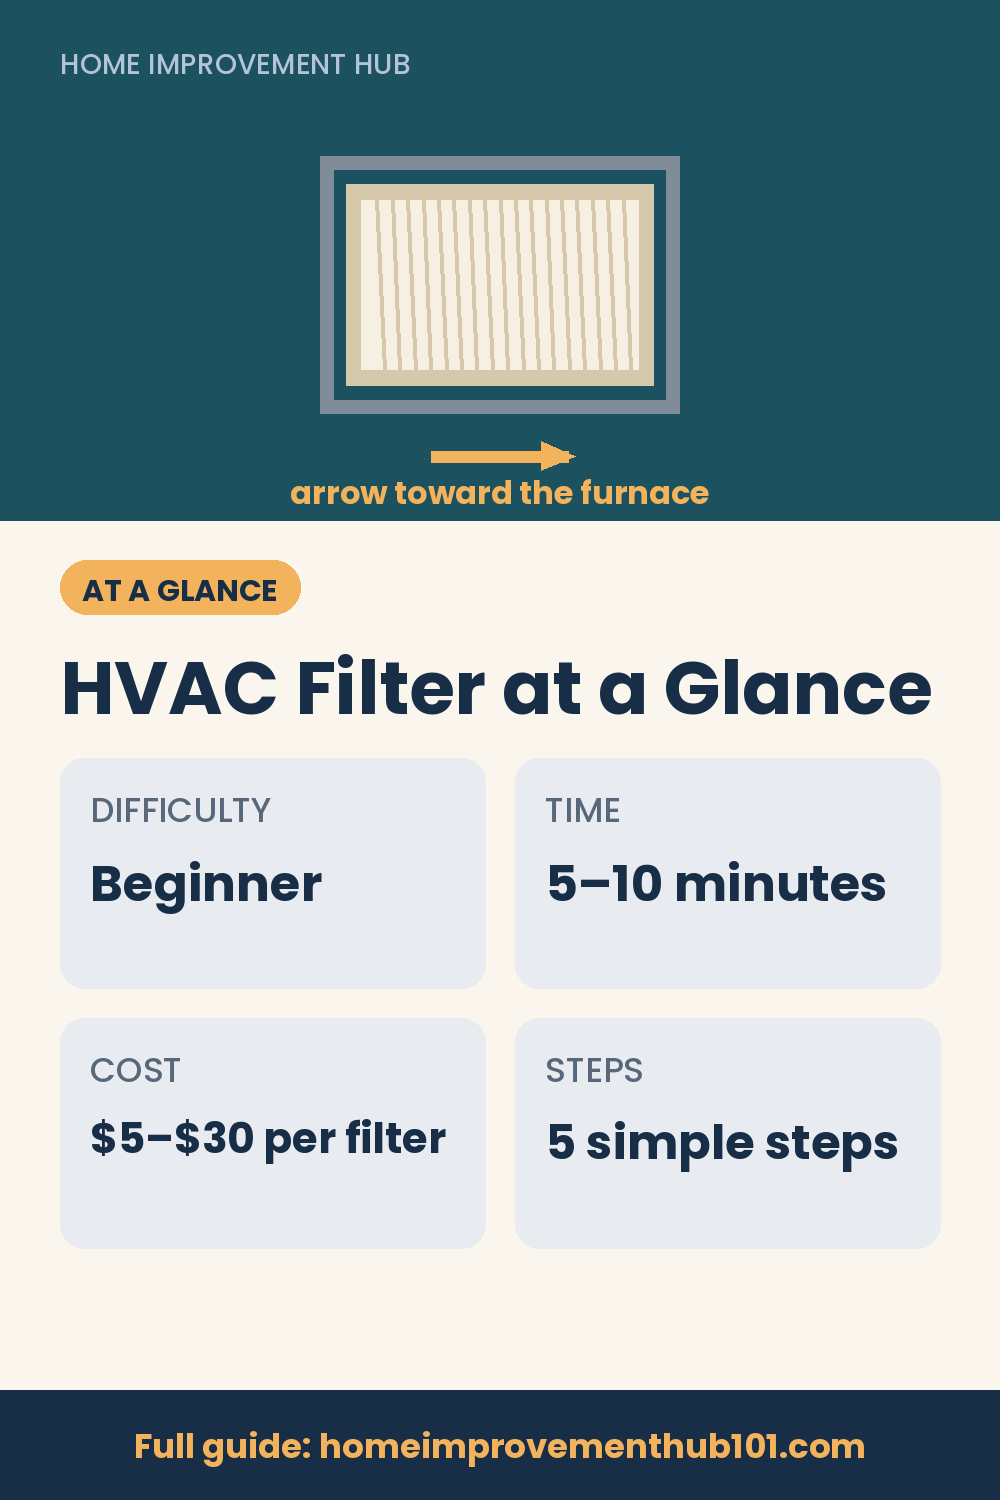 HOME IMPROVEMENT HUB
arrow toward the furnace
AT A GLANCE
HVAC Filter at a Glance
DIFFICULTY
Beginner
TIME
5–10 minutes
COST
$5–$30 per filter
STEPS
5 simple steps
Full guide: homeimprovementhub101.com